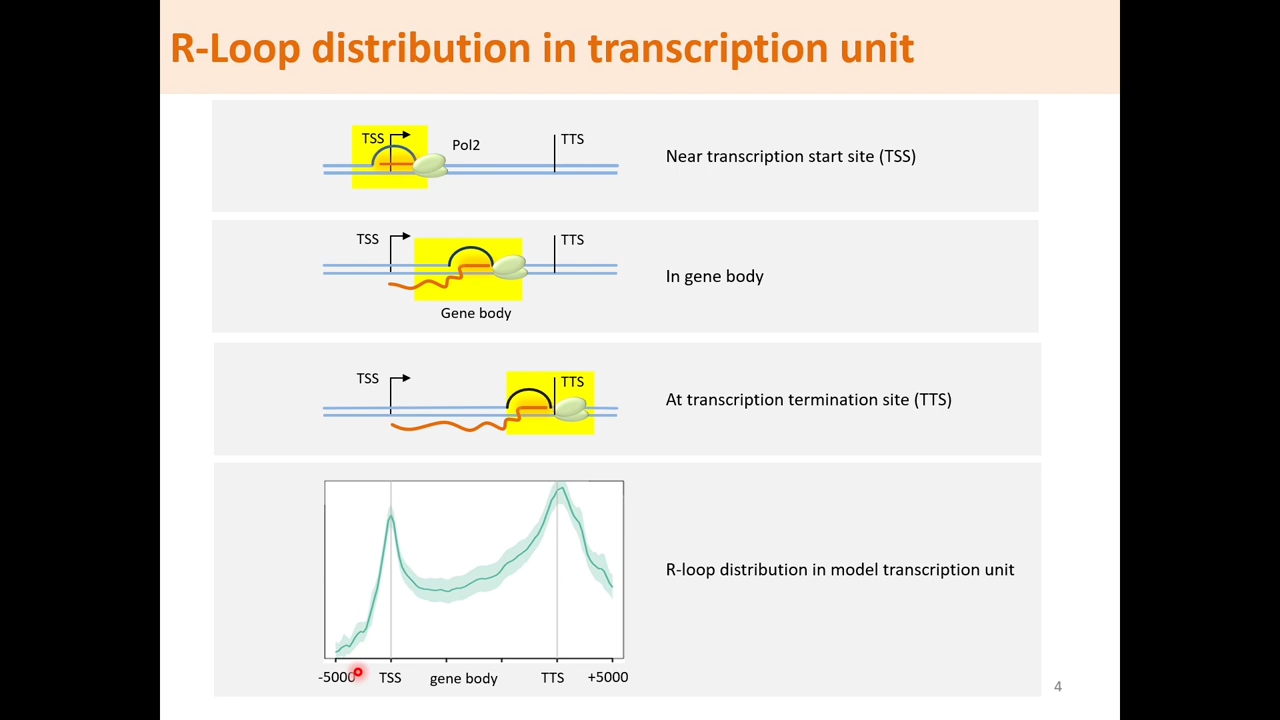 R-Loop distribution in transcription unit
TSS
Pol2
TTS
Near transcription start site (TSS)
TSS
TTS
In gene body
Gene body
TSS
TTS
At transcription termination site (TTS)
R-loop distribution in model transcription unit
-5000 TSS gene body TTS +5000
4